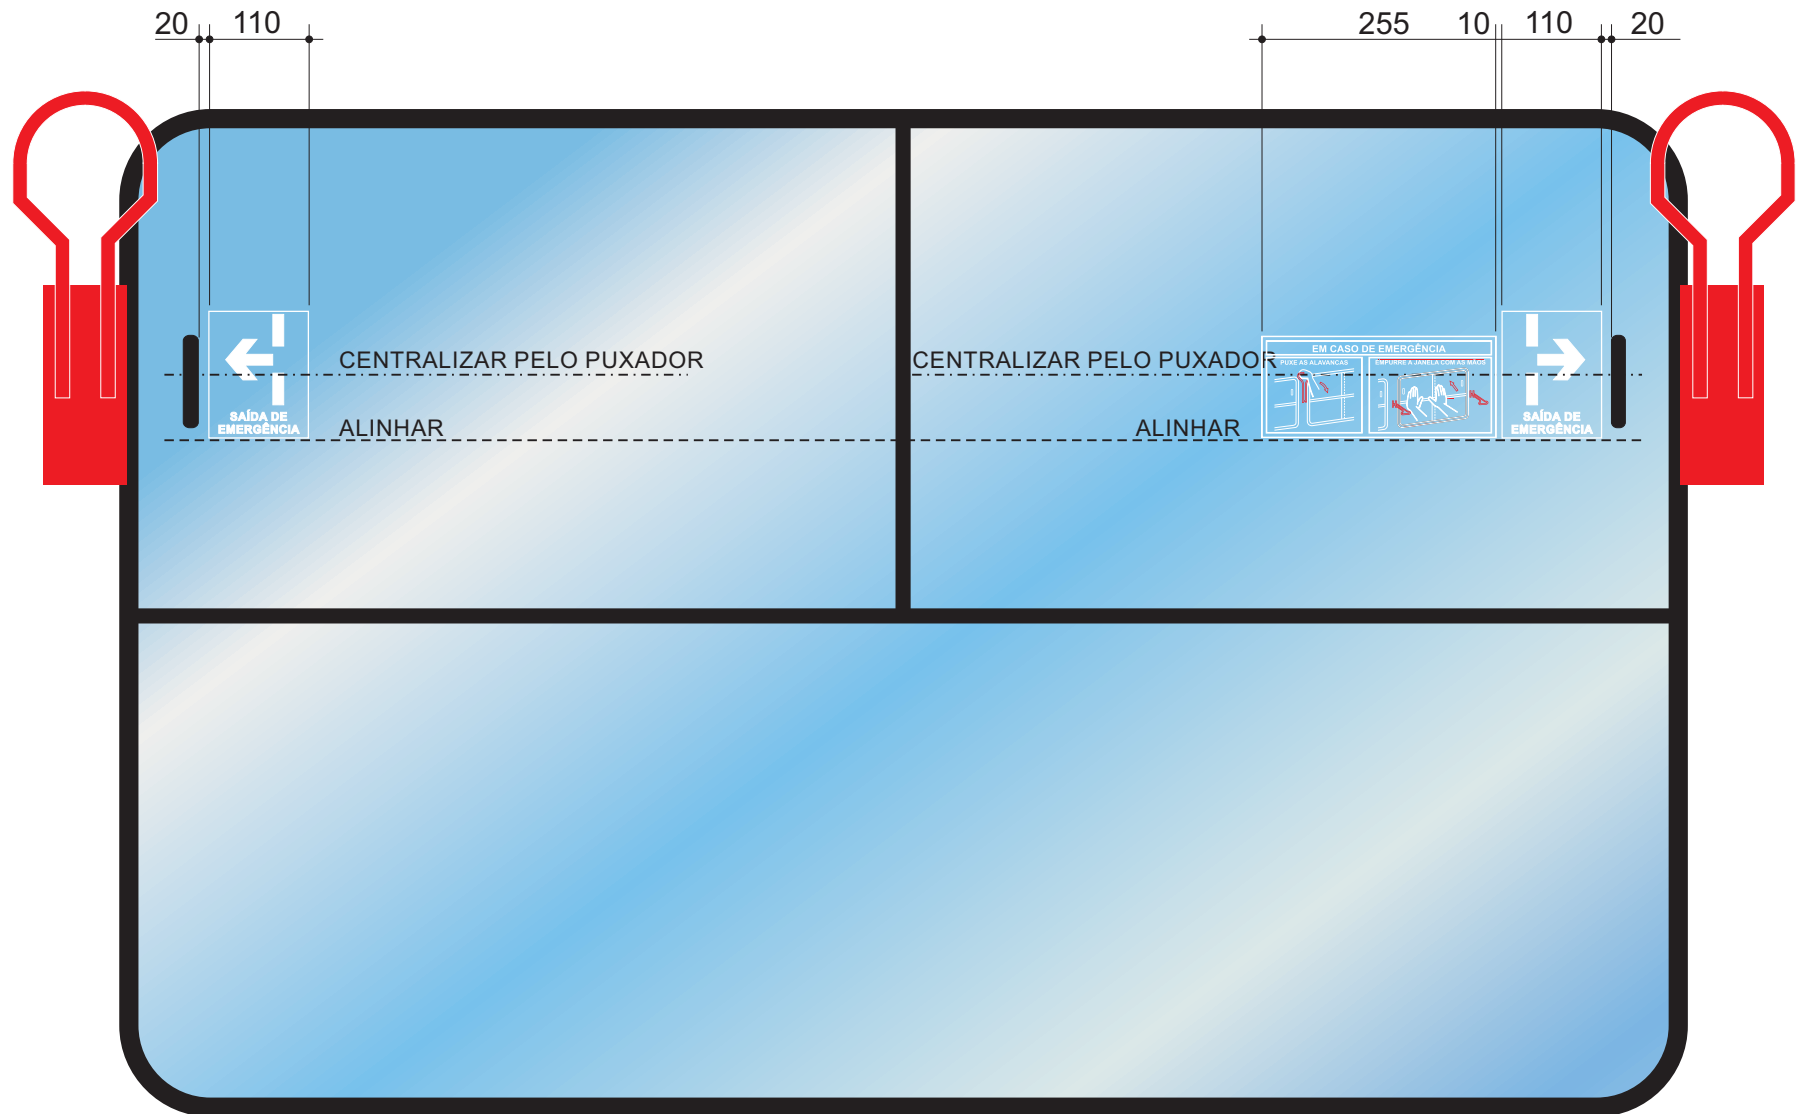 20 110 255 10 110 20
CENTRALIZAR PELO PUXADOR
ALINHAR
SAÍDA DE
EMERGÊNCIA
CENTRALIZAR PELO PUXADOR
ALINHAR
EM CASO DE EMERGÊNCIA
PUXE AS ALAVANCAS
EMPURRE A JANELA COM AS MÃOS
SAÍDA DE
EMERGÊNCIA